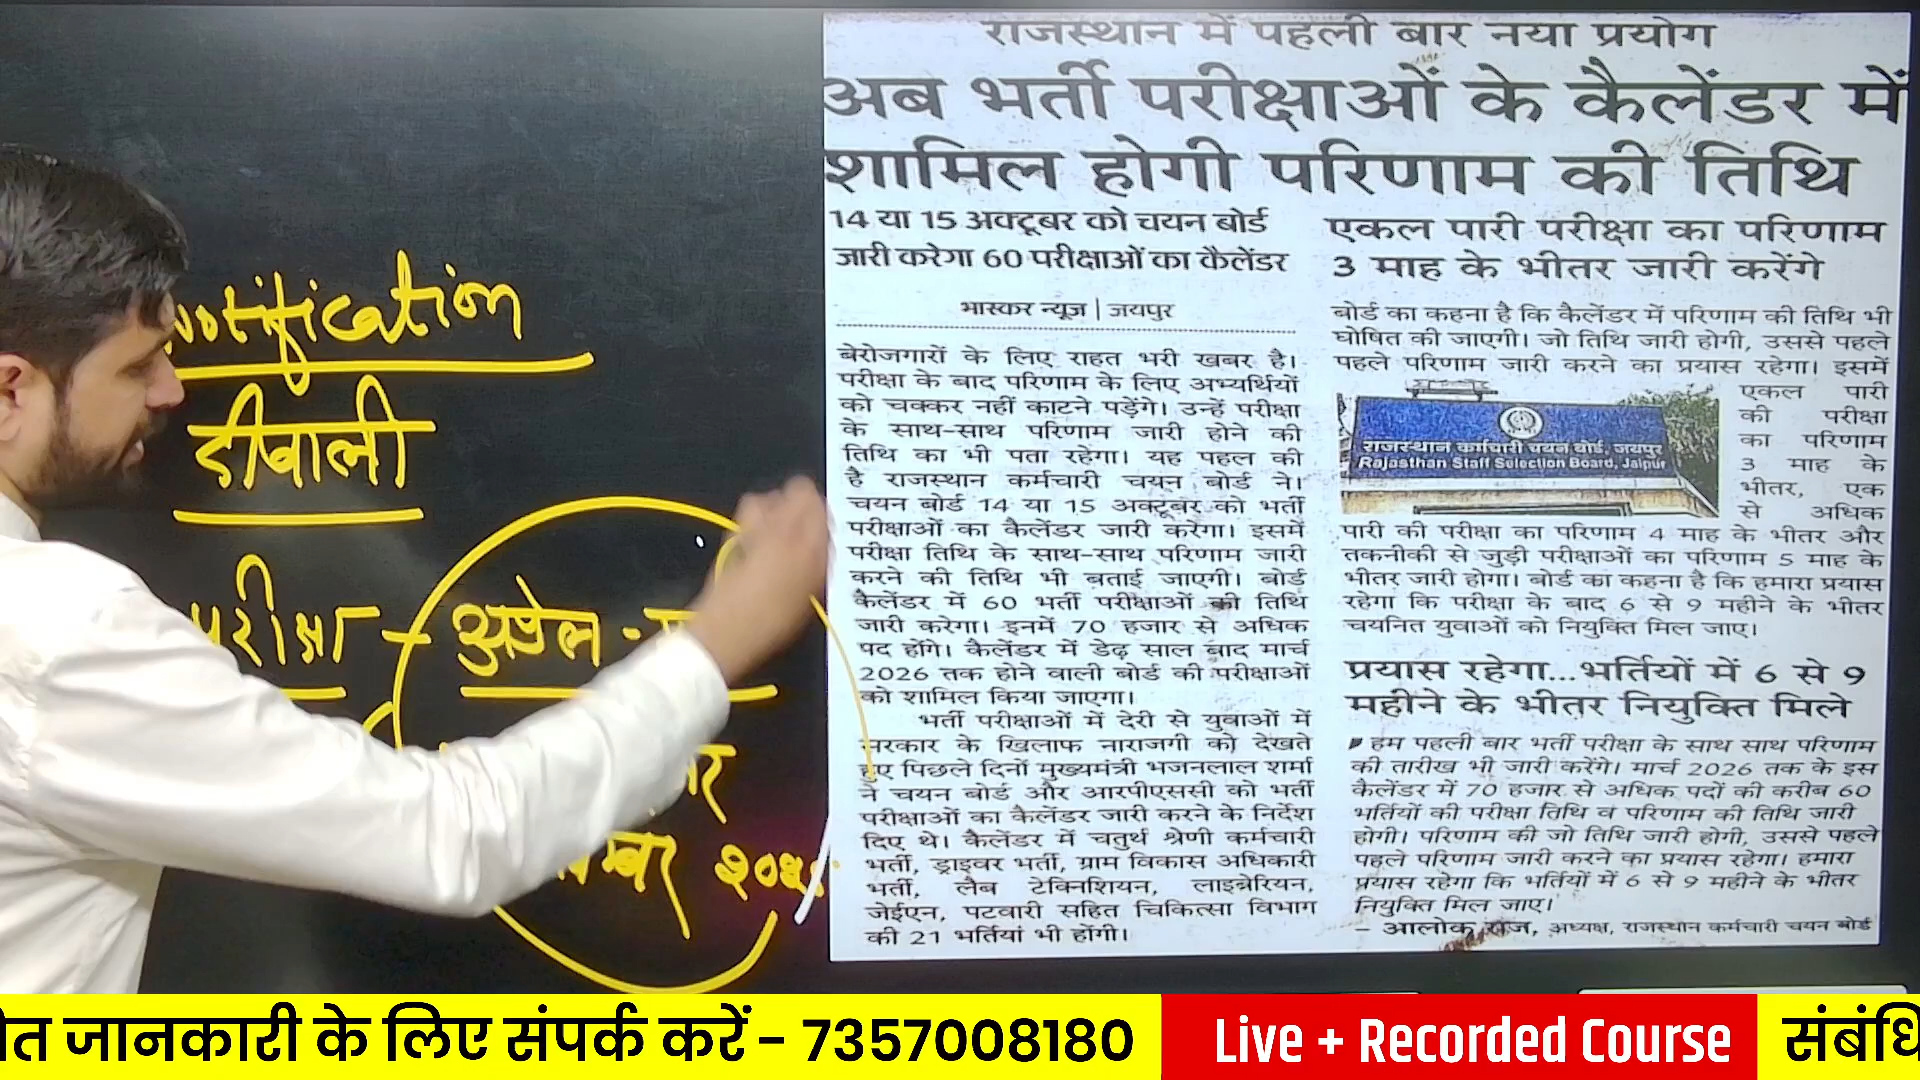 notification
दीवाली
परीक्षा - अप्रेल -
२०२५
राजस्थान में पहली बार नया प्रयोग
अब भर्ती परीक्षाओं के कैलेंडर में
शामिल होगी परिणाम की तिथि
14 या 15 अक्टूबर को चयन बोर्ड
जारी करेगा 60 परीक्षाओं का कैलेंडर
भास्कर न्यूज | जयपुर
बेरोजगारों के लिए राहत भरी खबर है।
परीक्षा के बाद परिणाम के लिए अभ्यर्थियों
को चक्कर नहीं काटने पड़ेंगे। उन्हें परीक्षा
के साथ-साथ परिणाम जारी होने की
तिथि का भी पता रहेगा। यह पहल की
है राजस्थान कर्मचारी चयन बोर्ड ने।
चयन बोर्ड 14 या 15 अक्टूबर को भर्ती
परीक्षाओं का कैलेंडर जारी करेगा। इसमें
परीक्षा तिथि के साथ-साथ परिणाम जारी
करने की तिथि भी बताई जाएगी। बोर्ड
कैलेंडर में 60 भर्ती परीक्षाओं की तिथि
जारी करेगा। इनमें 70 हजार से अधिक
पद होंगे। कैलेंडर में डेढ़ साल बाद मार्च
2026 तक होने वाली बोर्ड की परीक्षाओं
को शामिल किया जाएगा।
भर्ती परीक्षाओं में देरी से युवाओं में
सरकार के खिलाफ नाराजगी को देखते
हुए पिछले दिनों मुख्यमंत्री भजनलाल शर्मा
ने चयन बोर्ड और आरपीएससी को भर्ती
परीक्षाओं का कैलेंडर जारी करने के निर्देश
दिए थे। कैलेंडर में चतुर्थ श्रेणी कर्मचारी
भर्ती, ड्राइवर भर्ती, ग्राम विकास अधिकारी
भर्ती, लैब टेक्निशियन, लाइब्रेरियन,
जेईएन, पटवारी सहित चिकित्सा विभाग
की 21 भर्तियां भी होंगी।
एकल पारी परीक्षा का परिणाम
3 माह के भीतर जारी करेंगे
बोर्ड का कहना है कि कैलेंडर में परिणाम की तिथि भी
घोषित की जाएगी। जो तिथि जारी होगी, उससे पहले
पहले परिणाम जारी करने का प्रयास रहेगा। इसमें
एकल पारी
की परीक्षा
का परिणाम
3 माह के
भीतर, एक
से अधिक
राजस्थान कर्मचारी चयन बोर्ड, जयपुर
Rajasthan Staff Selection Board, Jaipur
पारी की परीक्षा का परिणाम 4 माह के भीतर और
तकनीकी से जुड़ी परीक्षाओं का परिणाम 5 माह के
भीतर जारी होगा। बोर्ड का कहना है कि हमारा प्रयास
रहेगा कि परीक्षा के बाद 6 से 9 महीने के भीतर
चयनित युवाओं को नियुक्ति मिल जाए।
प्रयास रहेगा...भर्तियों में 6 से 9
महीने के भीतर नियुक्ति मिले
हम पहली बार भर्ती परीक्षा के साथ साथ परिणाम
की तारीख भी जारी करेंगे। मार्च 2026 तक के इस
कैलेंडर में 70 हजार से अधिक पदों की करीब 60
भर्तियों की परीक्षा तिथि व परिणाम की तिथि जारी
होगी। परिणाम की जो तिथि जारी होगी, उससे पहले
पहले परिणाम जारी करने का प्रयास रहेगा। हमारा
प्रयास रहेगा कि भर्तियों में 6 से 9 महीने के भीतर
नियुक्ति मिल जाए।
– आलोक राज, अध्यक्ष, राजस्थान कर्मचारी चयन बोर्ड
जानकारी के लिए संपर्क करें – 7357008180
Live + Recorded Course